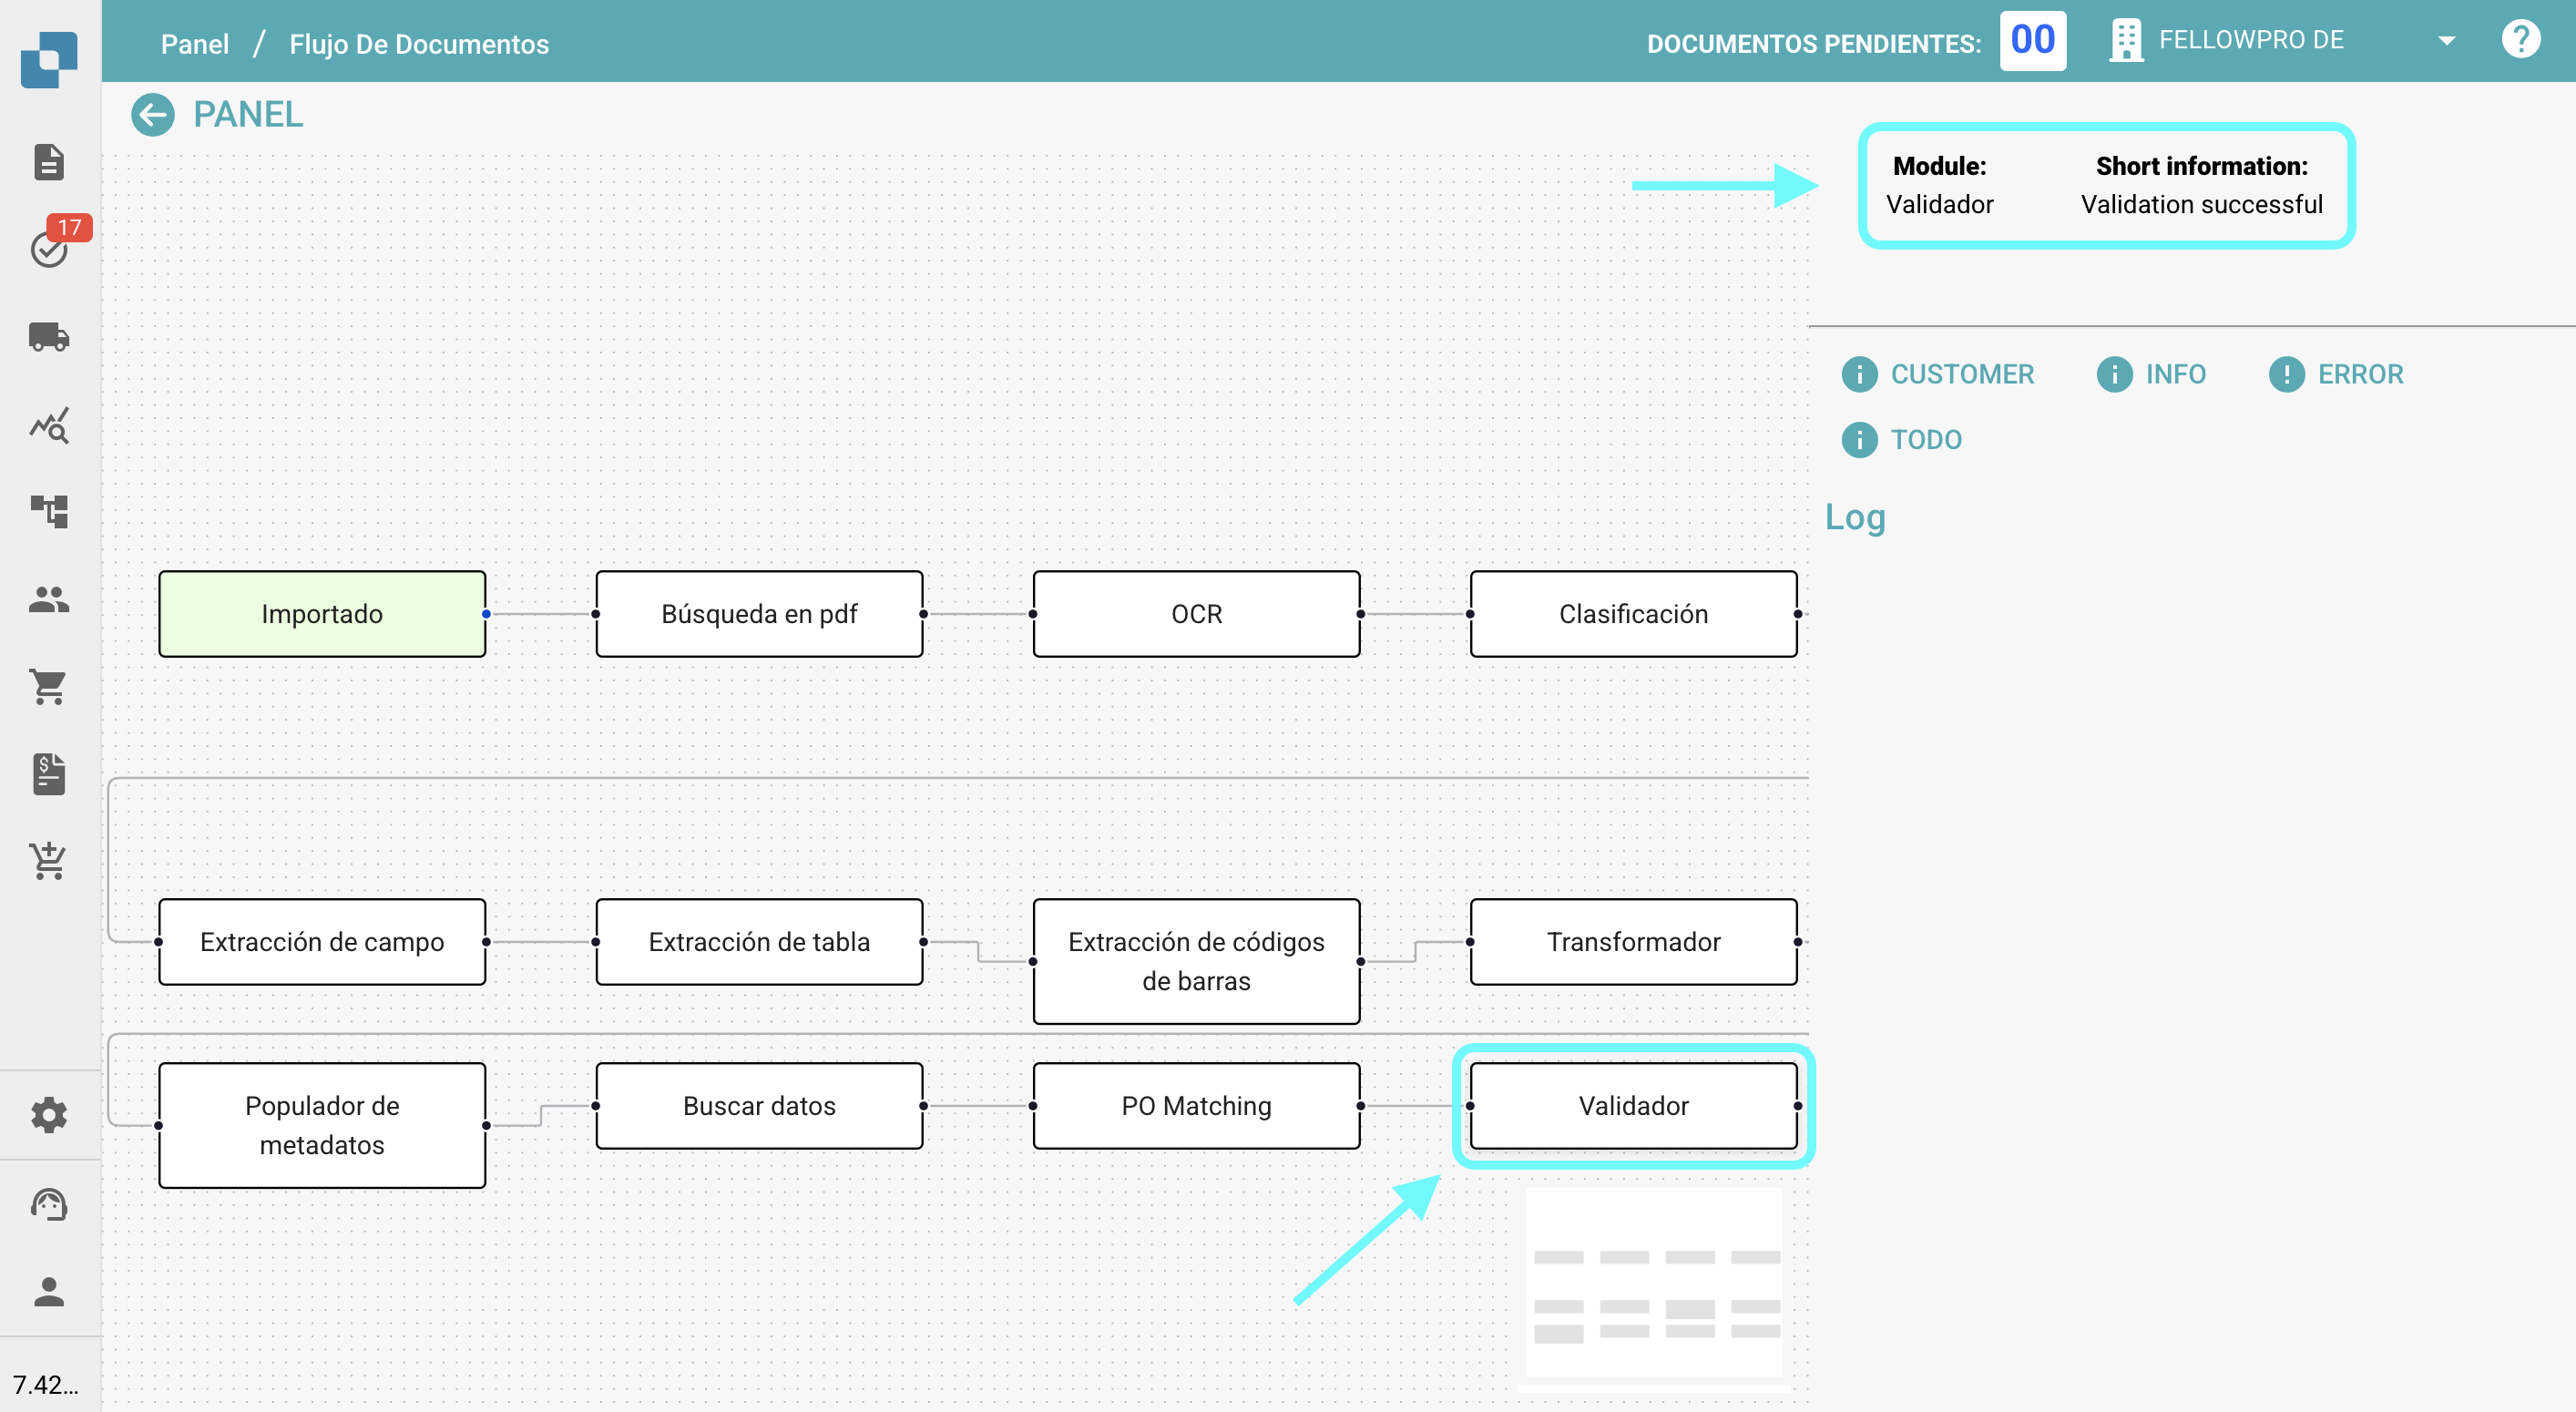 Panel / Flujo De Documentos
DOCUMENTOS PENDIENTES: 00
FELLOWPRO DE
?
PANEL
17
Module:
Validador
Short information:
Validation successful
CUSTOMER
INFO
ERROR
TODO
Log
Importado
Búsqueda en pdf
OCR
Clasificación
Extracción de campo
Extracción de tabla
Extracción de códigos
de barras
Transformador
Populador de
metadatos
Buscar datos
PO Matching
Validador
7.42...